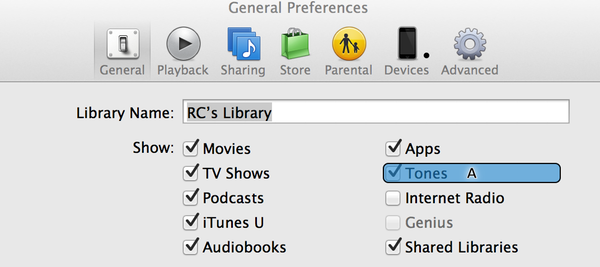 General Preferences
General Playback Sharing Store Parental Devices Advanced
Library Name: RC's Library
Show: Movies Apps
TV Shows Tones A
Podcasts Internet Radio
iTunes U Genius
Audiobooks Shared Libraries